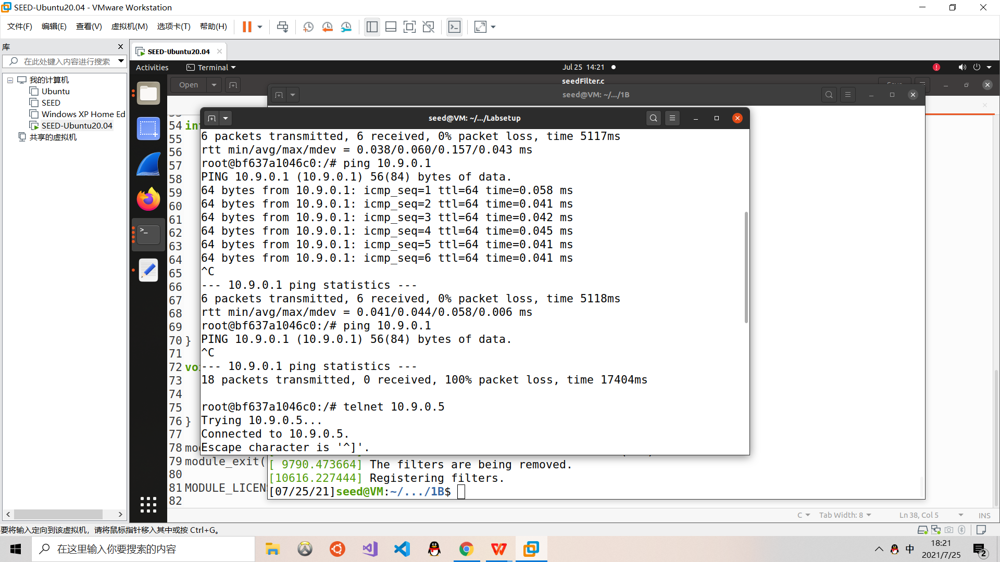 SEED-Ubuntu20.04 - VMware Workstation
文件(F) 编辑(E) 查看(V) 虚拟机(M) 选项卡(T) 帮助(H)
库
在此处键入内容进行搜索
我的计算机
Ubuntu
SEED
Windows XP Home Ed
SEED-Ubuntu20.04
共享的虚拟机
SEED-Ubuntu20.04
Activities Terminal Jul 25 14:21
Open seedFilter.c
seed@VM: ~/.../1B
seed@VM: ~/.../Labsetup
6 packets transmitted, 6 received, 0% packet loss, time 5117ms
rtt min/avg/max/mdev = 0.038/0.060/0.157/0.043 ms
root@bf637a1046c0:/# ping 10.9.0.1
PING 10.9.0.1 (10.9.0.1) 56(84) bytes of data.
64 bytes from 10.9.0.1: icmp_seq=1 ttl=64 time=0.058 ms
64 bytes from 10.9.0.1: icmp_seq=2 ttl=64 time=0.041 ms
64 bytes from 10.9.0.1: icmp_seq=3 ttl=64 time=0.042 ms
64 bytes from 10.9.0.1: icmp_seq=4 ttl=64 time=0.045 ms
64 bytes from 10.9.0.1: icmp_seq=5 ttl=64 time=0.041 ms
64 bytes from 10.9.0.1: icmp_seq=6 ttl=64 time=0.041 ms
^C
--- 10.9.0.1 ping statistics ---
6 packets transmitted, 6 received, 0% packet loss, time 5118ms
rtt min/avg/max/mdev = 0.041/0.044/0.058/0.006 ms
root@bf637a1046c0:/# ping 10.9.0.1
PING 10.9.0.1 (10.9.0.1) 56(84) bytes of data.
^C
--- 10.9.0.1 ping statistics ---
18 packets transmitted, 0 received, 100% packet loss, time 17404ms
root@bf637a1046c0:/# telnet 10.9.0.5
Trying 10.9.0.5...
Connected to 10.9.0.5.
Escape character is '^]'.
54 in
55
56
57
58
59
60
61
62
63
64
65
66
67
68
69
70 }
71
72 vo
73
74
75
76 }
77
78 mo
79 module_exit(
80
81 MODULE_LICEN
82
[ 9790.473664] The filters are being removed.
[10616.227444] Registering filters.
[07/25/21]seed@VM:~/.../1B$
C Tab Width: 8 Ln 38, Col 5 INS
要将输入定向到该虚拟机，请将鼠标指针移入其中或按 Ctrl+G。
在这里输入你要搜索的内容
中
18:21
2021/7/25
2